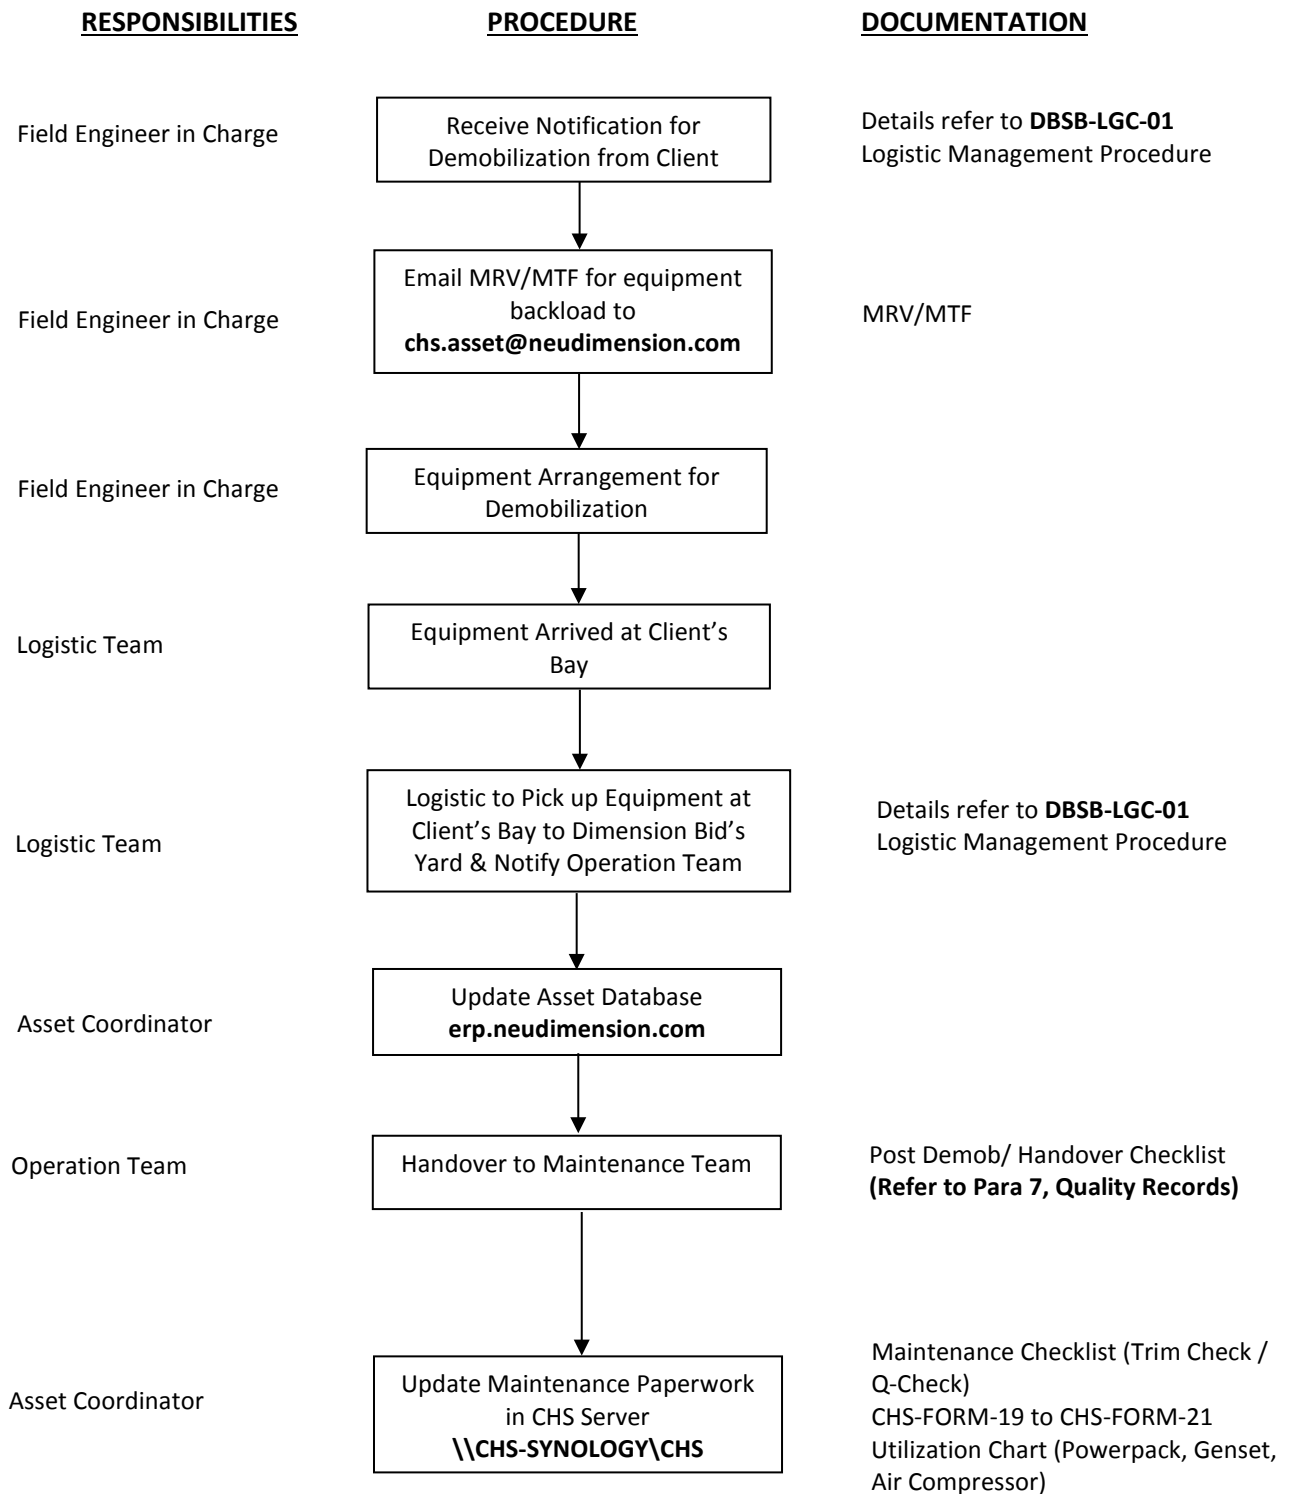 RESPONSIBILITIES
PROCEDURE
DOCUMENTATION
Field Engineer in Charge
Receive Notification for
Demobilization from Client
Details refer to DBSB-LGC-01
Logistic Management Procedure
Field Engineer in Charge
Email MRV/MTF for equipment
backload to
chs.asset@neudimension.com
MRV/MTF
Field Engineer in Charge
Equipment Arrangement for
Demobilization
Logistic Team
Equipment Arrived at Client’s
Bay
Logistic Team
Logistic to Pick up Equipment at
Client’s Bay to Dimension Bid’s
Yard & Notify Operation Team
Details refer to DBSB-LGC-01
Logistic Management Procedure
Asset Coordinator
Update Asset Database
erp.neudimension.com
Operation Team
Handover to Maintenance Team
Post Demob/ Handover Checklist
(Refer to Para 7, Quality Records)
Asset Coordinator
Update Maintenance Paperwork
in CHS Server
\\CHS-SYNOLOGY\CHS
Maintenance Checklist (Trim Check /
Q-Check)
CHS-FORM-19 to CHS-FORM-21
Utilization Chart (Powerpack, Genset,
Air Compressor)